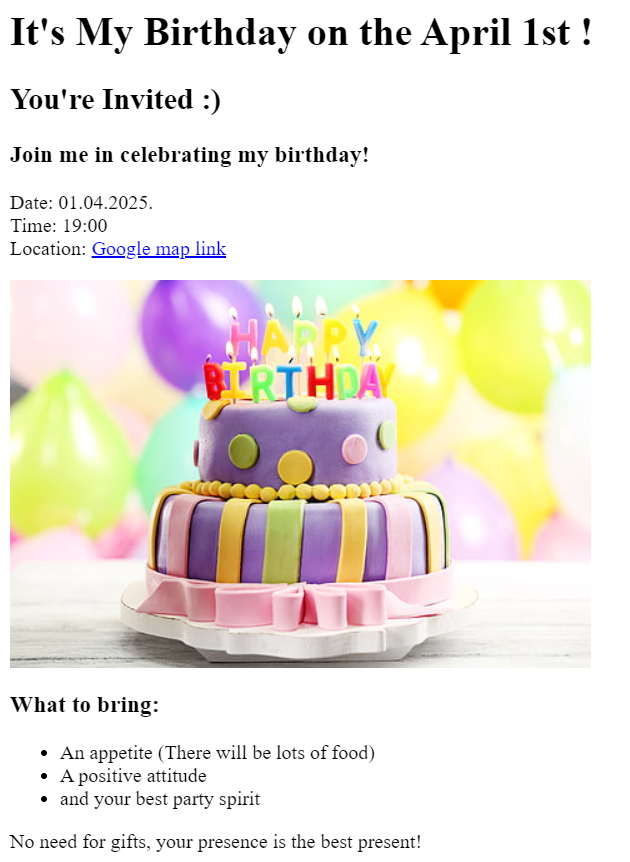 It's My Birthday on the April 1st !
You're Invited :)
Join me in celebrating my birthday!
Date: 01.04.2025.
Time: 19:00
Location: Google map link
HAPPY
BIRTHDAY
What to bring:
An appetite (There will be lots of food)
A positive attitude
and your best party spirit
No need for gifts, your presence is the best present!